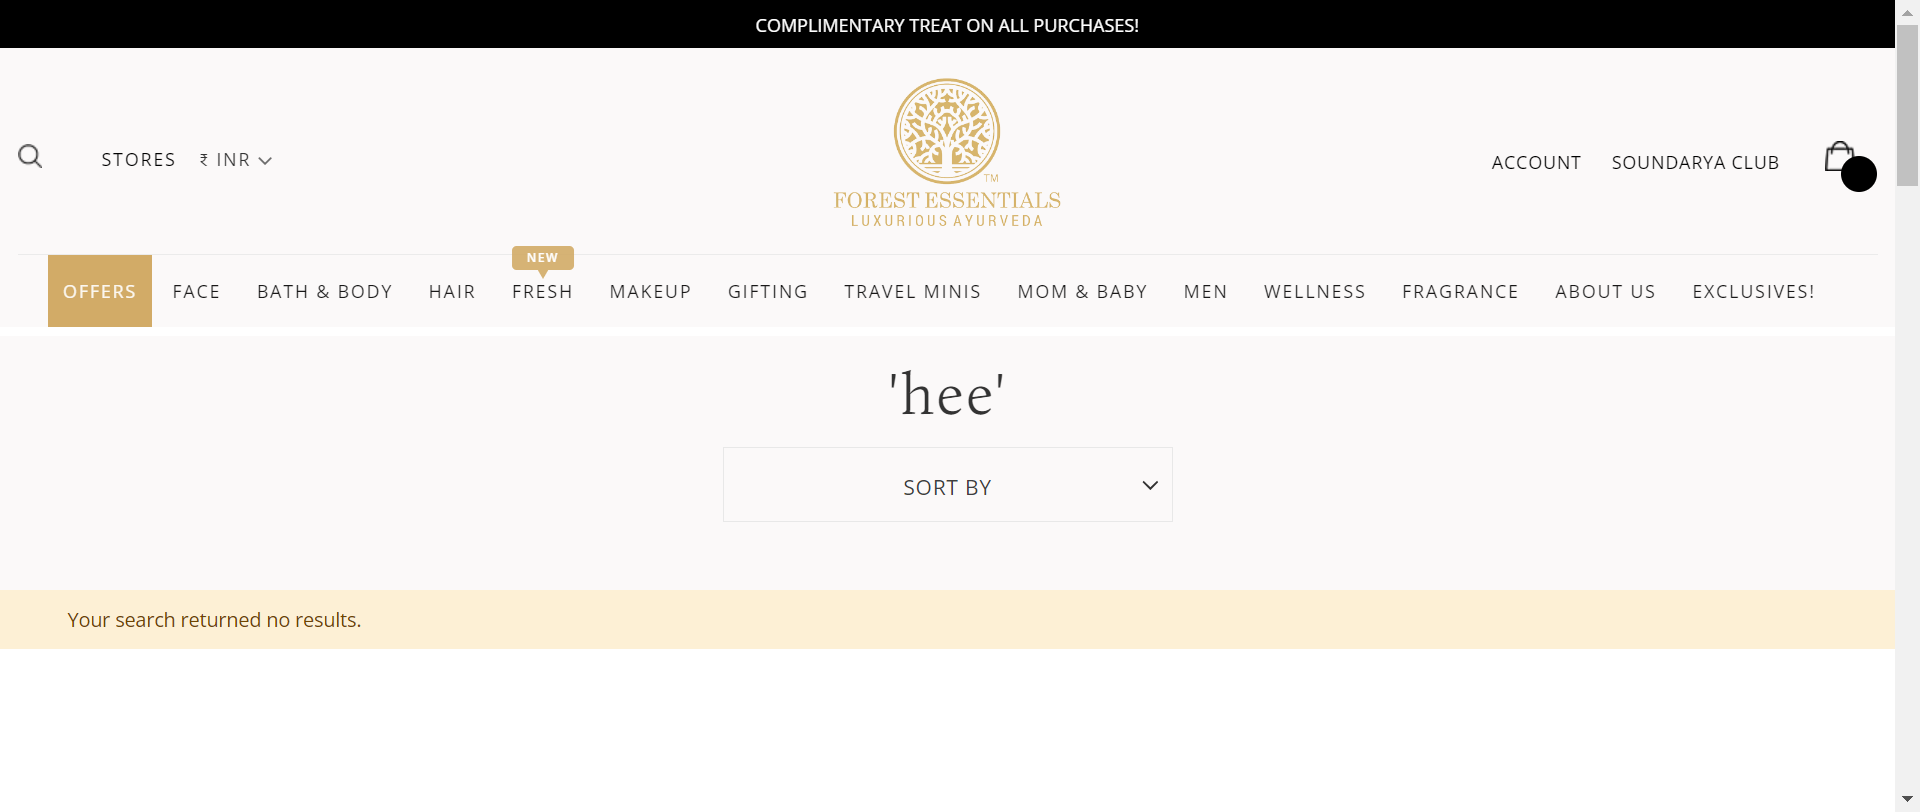 COMPLIMENTARY TREAT ON ALL PURCHASES!
STORES ₹ INR
TM
FOREST ESSENTIALS
LUXURIOUS AYURVEDA
ACCOUNT SOUNDARYA CLUB
NEW
OFFERS FACE BATH & BODY HAIR FRESH MAKEUP GIFTING TRAVEL MINIS MOM & BABY MEN WELLNESS FRAGRANCE ABOUT US EXCLUSIVES!
'hee'
SORT BY
Your search returned no results.